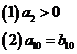 (1) a₂ > 0
(2) a₁₀ = b₁₀